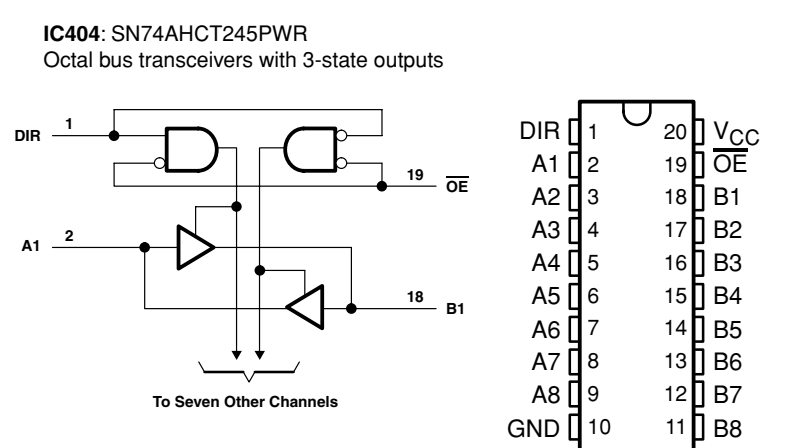 IC404: SN74AHCT245PWR
Octal bus transceivers with 3-state outputs
DIR
1
19
OE
A1
2
18
B1
To Seven Other Channels
DIR 1 20 VCC
A1 2 19 OE
A2 3 18 B1
A3 4 17 B2
A4 5 16 B3
A5 6 15 B4
A6 7 14 B5
A7 8 13 B6
A8 9 12 B7
GND 10 11 B8